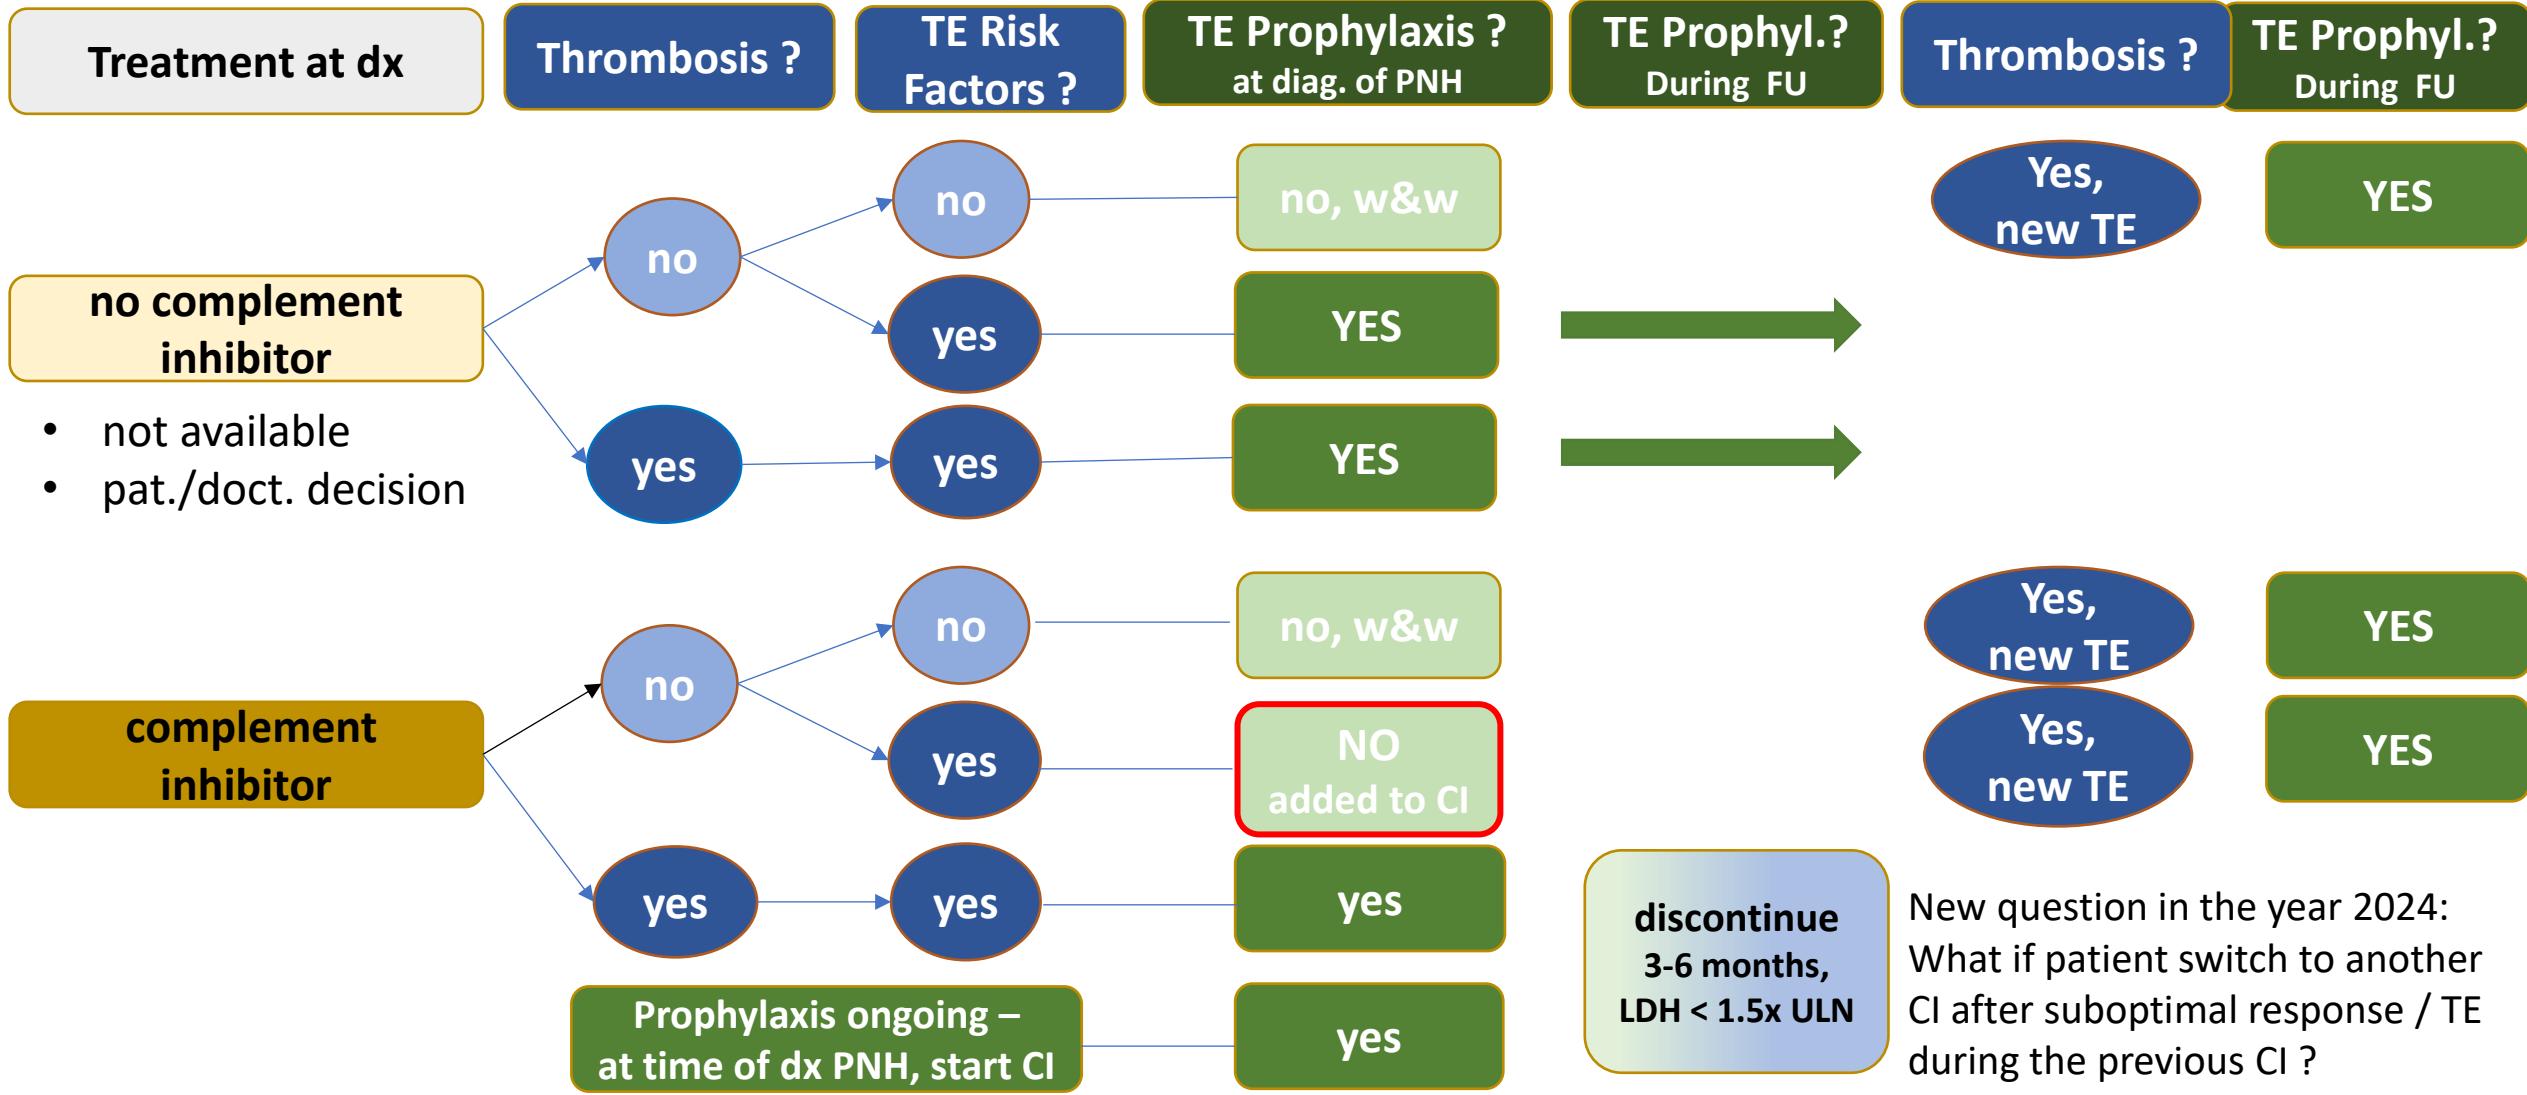 Treatment at dx
Thrombosis ?
TE Risk
Factors ?
TE Prophylaxis ?
at diag. of PNH
TE Prophyl.?
During FU
Thrombosis ?
TE Prophyl.?
During FU
no complement
inhibitor
• not available
• pat./doct. decision
no
no
no, w&w
Yes,
new TE
YES
yes
YES
yes
yes
YES
complement
inhibitor
no
no
no, w&w
Yes,
new TE
YES
yes
NO
added to CI
Yes,
new TE
YES
yes
yes
yes
Prophylaxis ongoing –
at time of dx PNH, start CI
yes
discontinue
3-6 months,
LDH < 1.5x ULN
New question in the year 2024:
What if patient switch to another
CI after suboptimal response / TE
during the previous CI ?